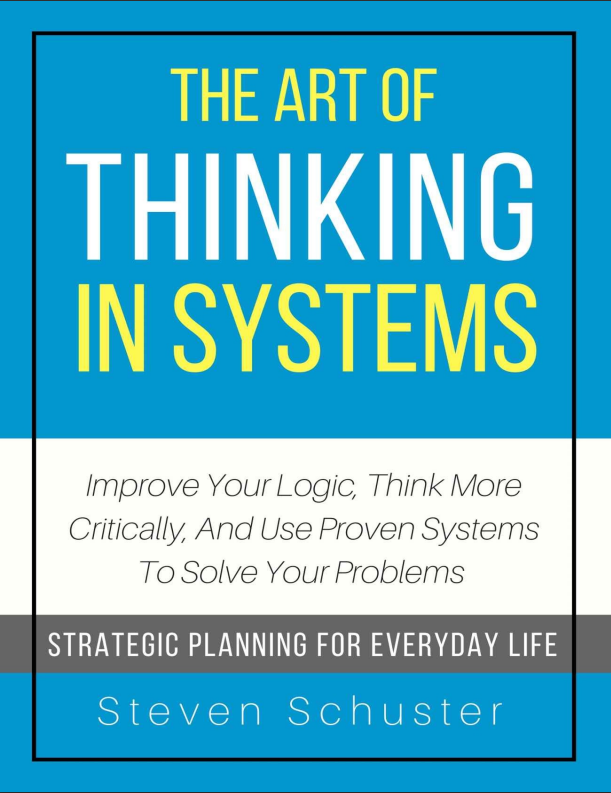 THE ART OF
THINKING
IN SYSTEMS
Improve Your Logic, Think More
Critically, And Use Proven Systems
To Solve Your Problems
STRATEGIC PLANNING FOR EVERYDAY LIFE
Steven Schuster